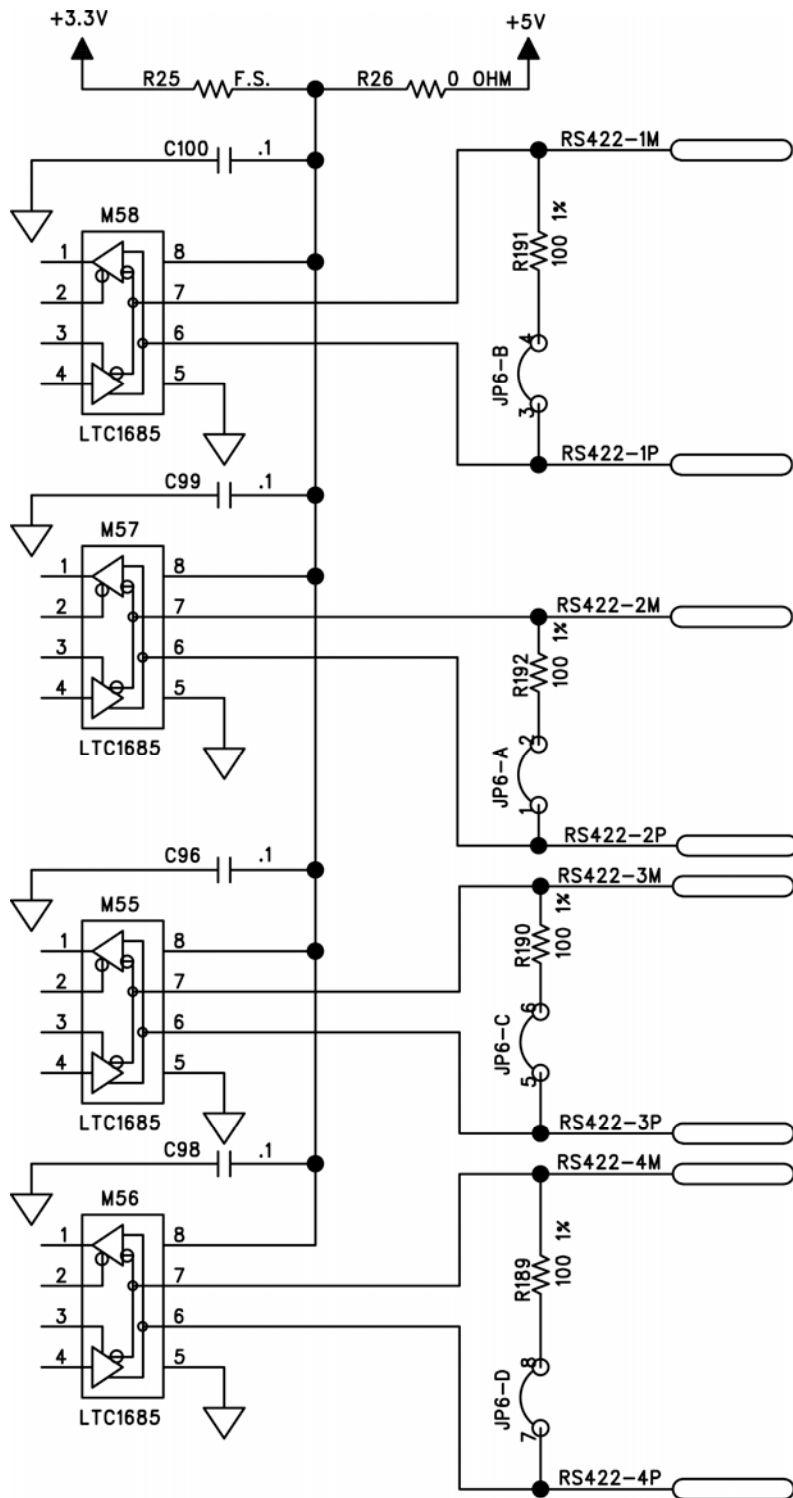 +3.3V
+5V
R25 F.S.
R26 0 OHM
C100 .1
RS422-1M
M58
R191
100 1%
1 8
2 7
3 6
4 5
LTC1685
4
JP6-B
3
RS422-1P
C99 .1
M57
1 8
2 7
3 6
4 5
LTC1685
RS422-2M
R192
100 1%
2
JP6-A
1
RS422-2P
C96 .1
M55
1 8
2 7
3 6
4 5
LTC1685
RS422-3M
R190
100 1%
6
JP6-C
5
RS422-3P
C98 .1
M56
1 8
2 7
3 6
4 5
LTC1685
RS422-4M
R189
100 1%
8
JP6-D
7
RS422-4P